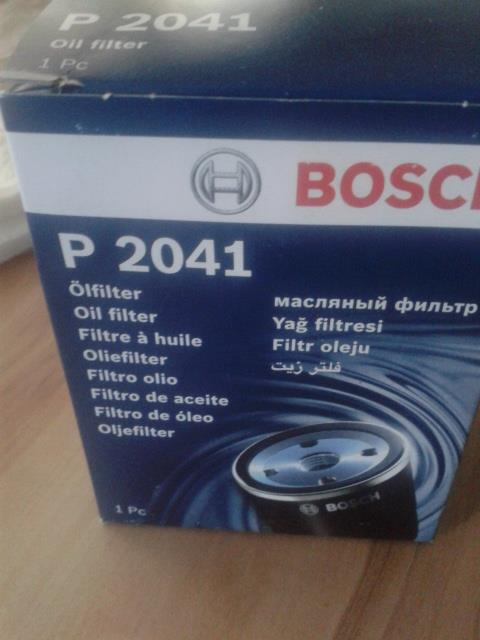 P 2041
Oil filter
1 Pc
BOSCH
P 2041
Ölfilter
Oil filter
Filtre à huile
Oliefilter
Filtro olio
Filtro de aceite
Filtro de óleo
Oljefilter
масляный фильтр
Yağ filtresi
Filtr oleju
فلتر زيت
BOSCH
1 Pc